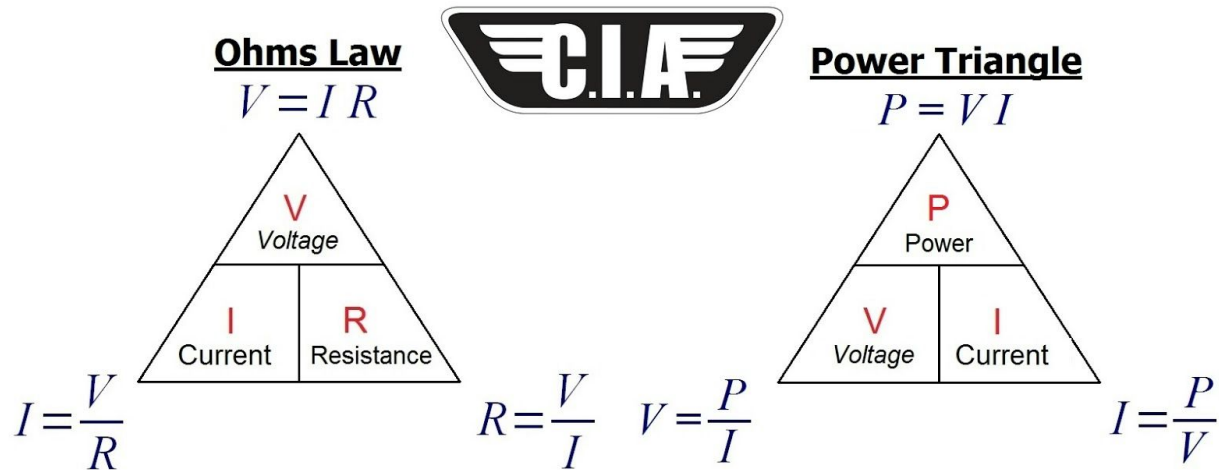 Ohms Law
V = I R
V
Voltage
I
Current
R
Resistance
I = V/R
R = V/I
C.I.A.
Power Triangle
P = V I
P
Power
V
Voltage
I
Current
V = P/I
I = P/V